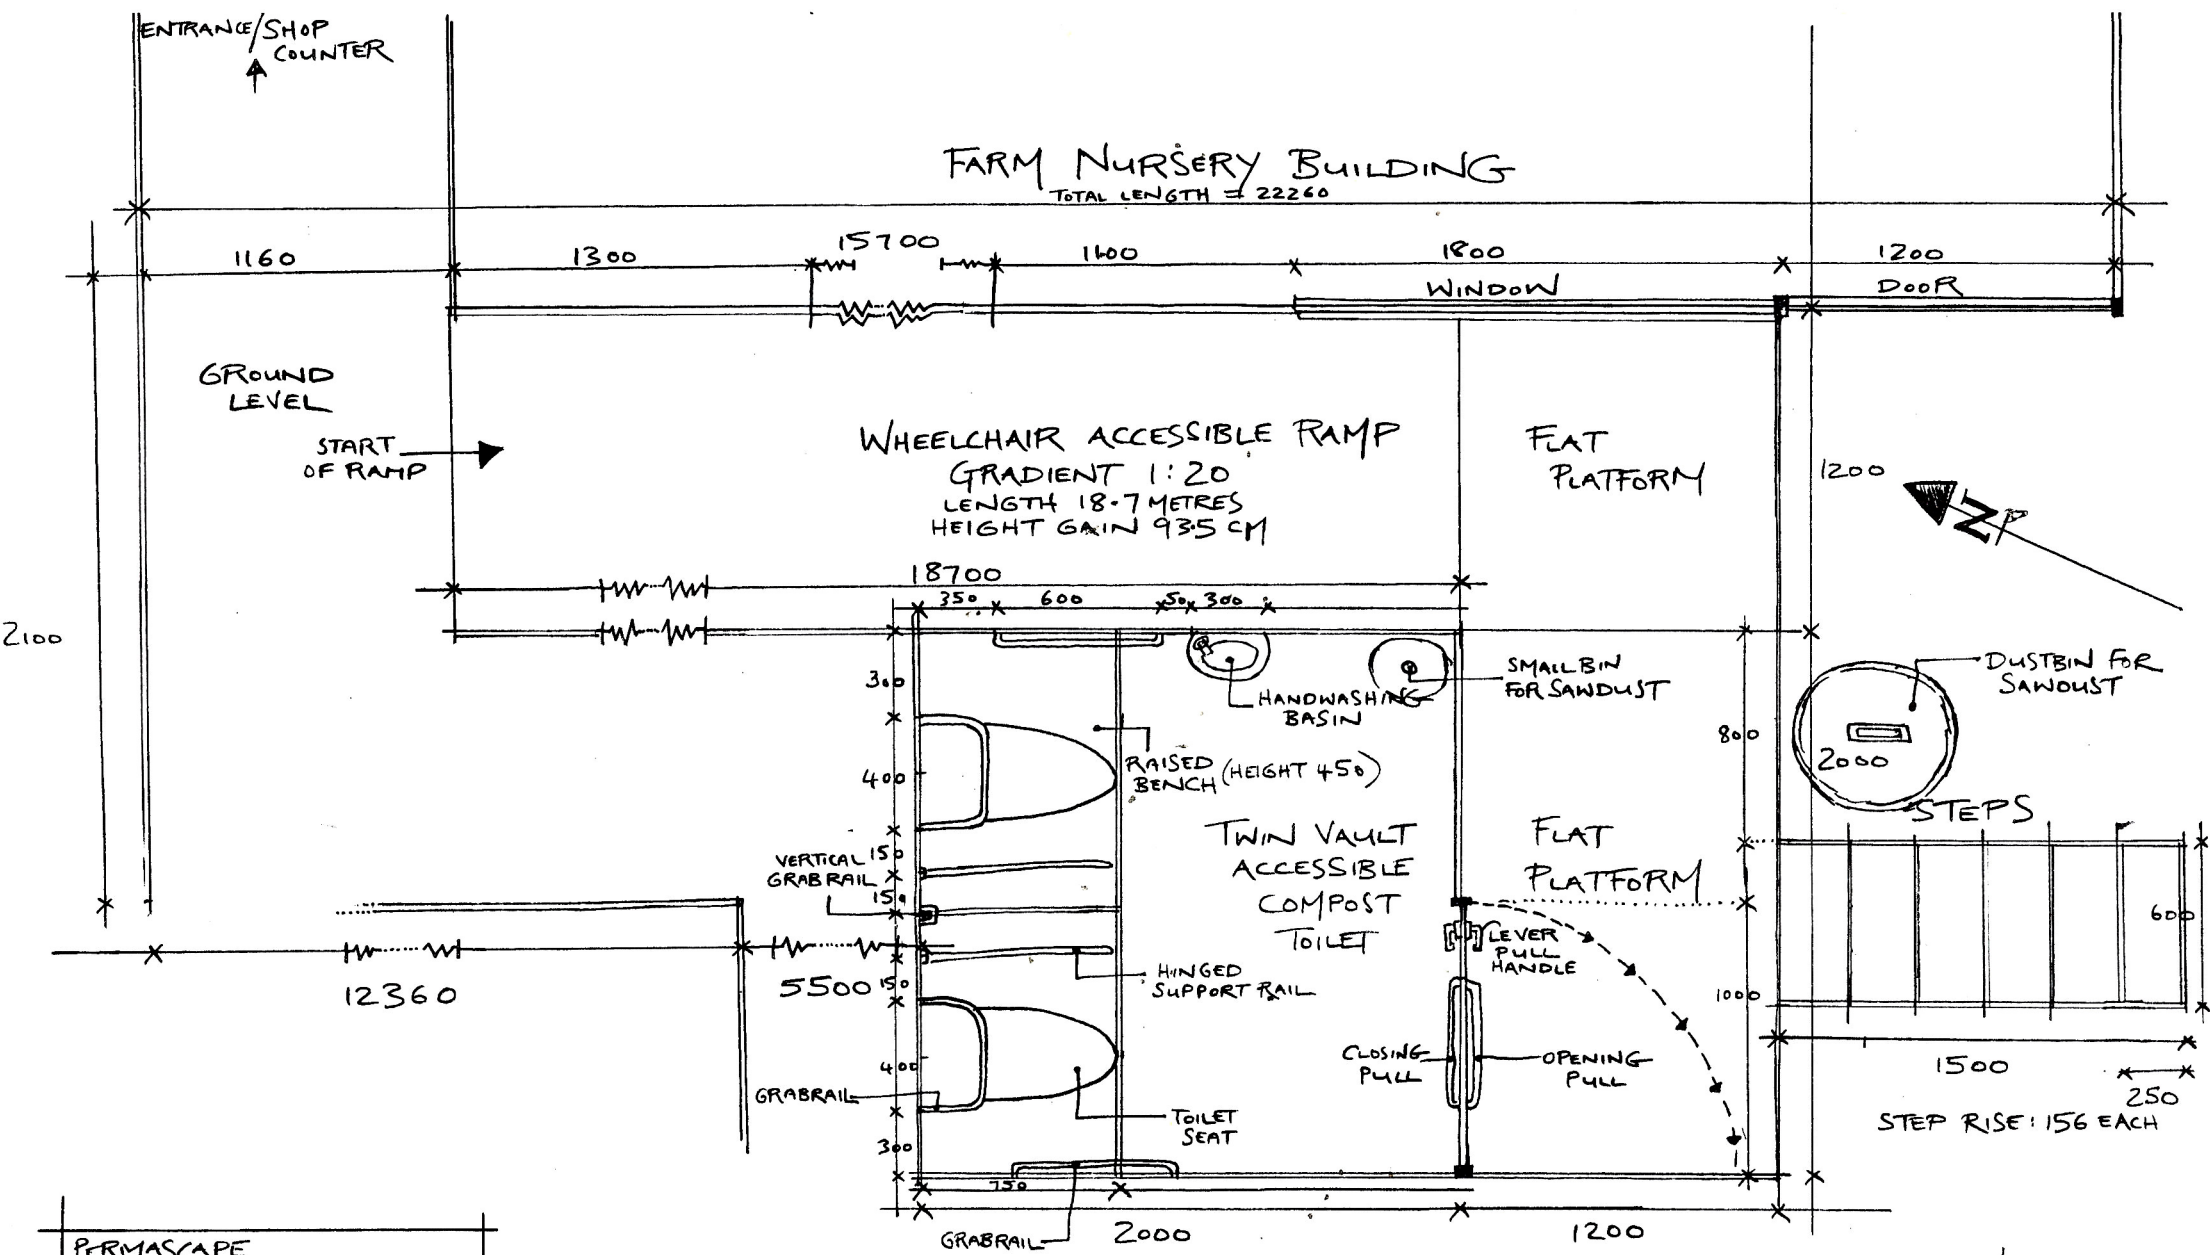 ENTRANCE/SHOP
COUNTER
FARM NURSERY BUILDING
TOTAL LENGTH = 22260
1160
1300
15700
1100
1800
1200
WINDOW
DOOR
GROUND
LEVEL
START
OF RAMP
WHEELCHAIR ACCESSIBLE RAMP
GRADIENT 1:20
LENGTH 18.7 METRES
HEIGHT GAIN 93.5 CM
FLAT
PLATFORM
1200
N
18700
350
600
50
300
2100
300
HANDWASHING
BASIN
SMALL BIN
FOR SAWDUST
DUSTBIN FOR
SAWDUST
800
2000
400
RAISED
BENCH (HEIGHT 450)
STEPS
TWIN VAULT
ACCESSIBLE
COMPOST
TOILET
FLAT
PLATFORM
VERTICAL
GRABRAIL
150
150
LEVER
PULL
HANDLE
600
HINGED
SUPPORT RAIL
12360
5500
150
1000
CLOSING
PULL
OPENING
PULL
1500
400
GRABRAIL
250
TOILET
SEAT
STEP RISE: 156 EACH
300
750
GRABRAIL
2000
1200
PERMASCAPE